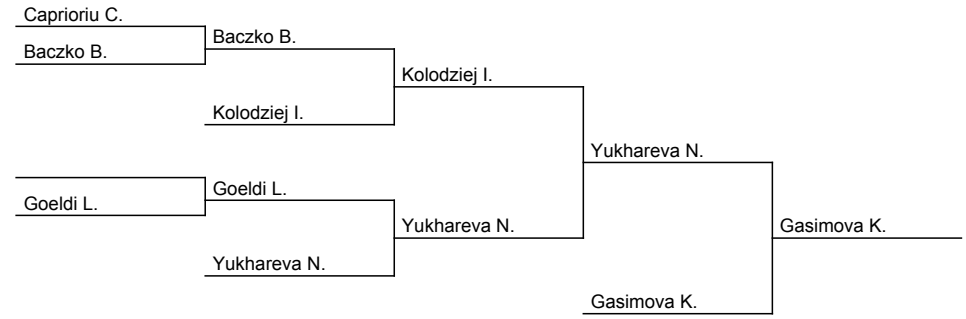 Caprioriu C.
Baczko B.
Baczko B.
Kolodziej I.
Kolodziej I.
Yukhareva N.
Goeldi L.
Goeldi L.
Yukhareva N.
Gasimova K.
Yukhareva N.
Gasimova K.